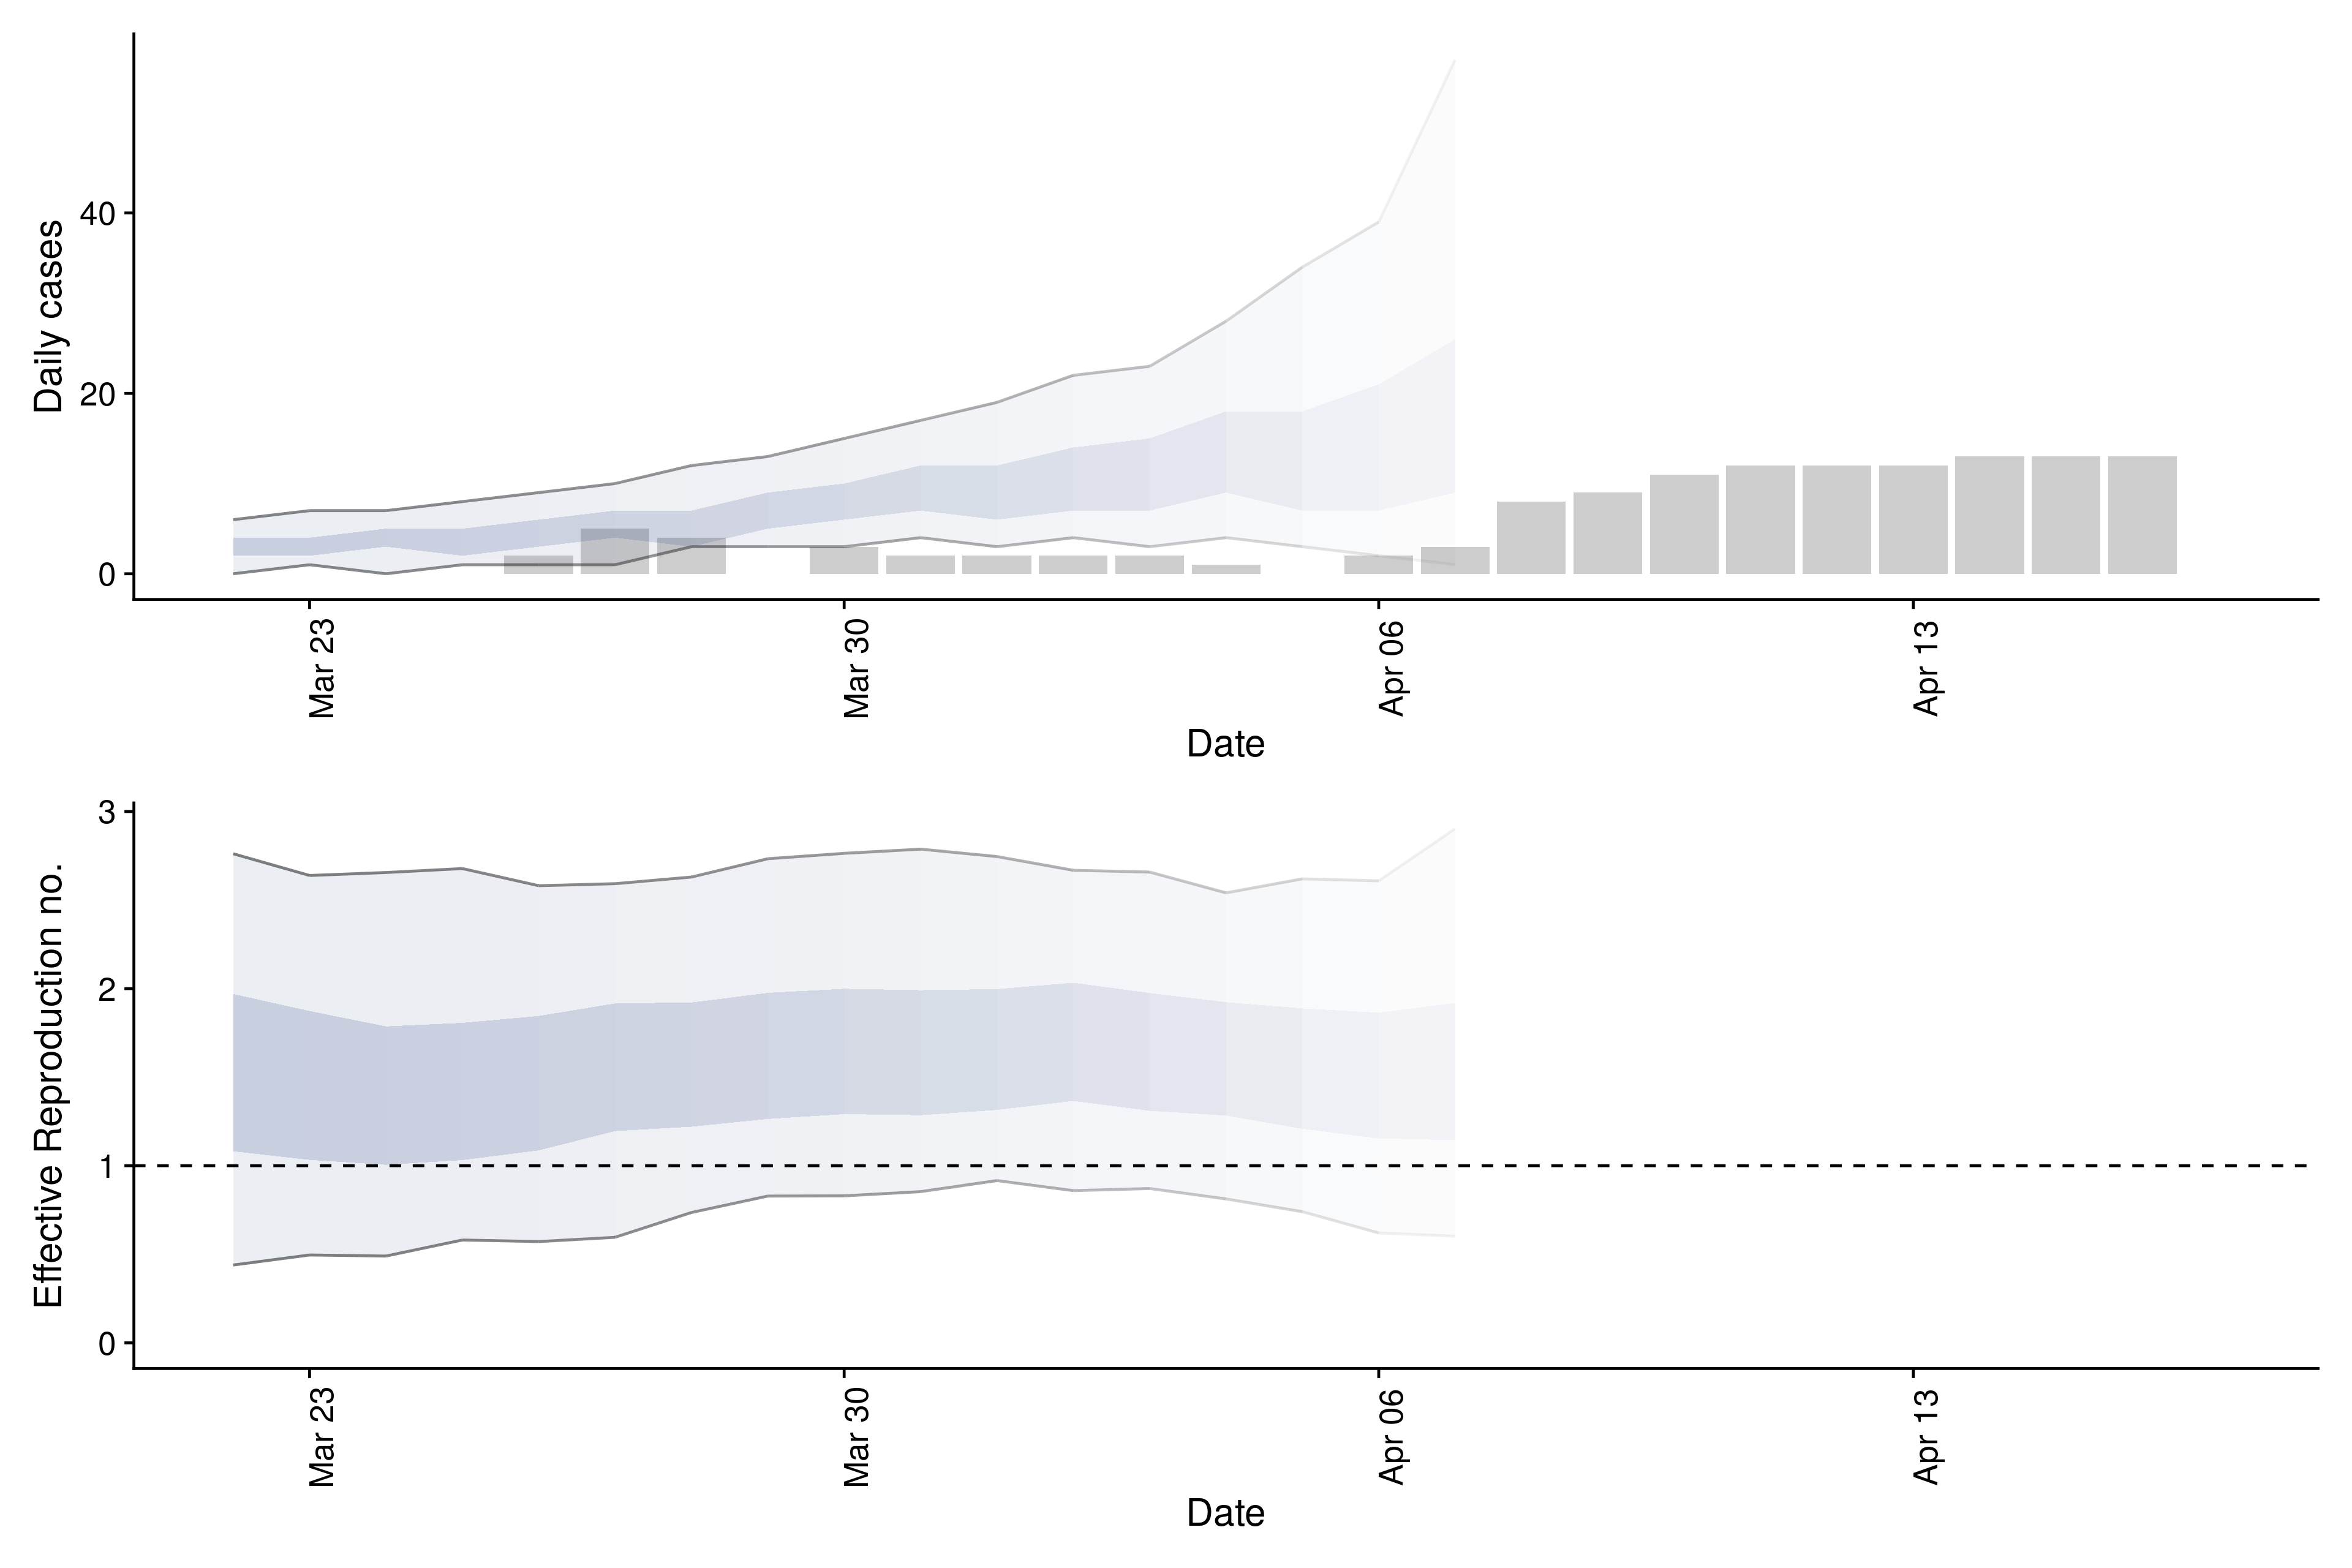 Daily cases
40
20
0
Mar 23
Mar 30
Apr 06
Apr 13
Date
Effective Reproduction no.
3
2
1
0
Mar 23
Mar 30
Apr 06
Apr 13
Date